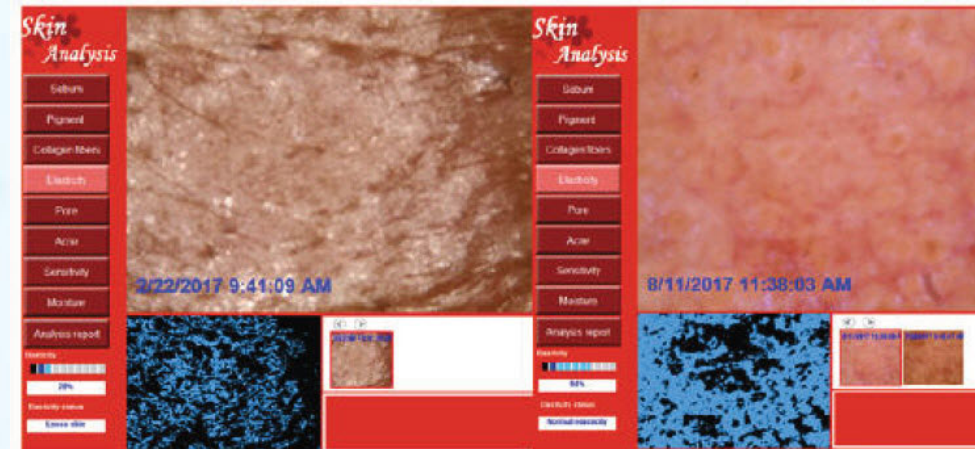 Skin
Analysis
Sebum
Pigment
Collagen fibers
Elasticity
Pore
Acne
Sensitivity
Moisture
Analysis report
Elasticity
28%
Elasticity status
Loose skin
2/22/2017 9:41:09 AM
Skin
Analysis
Sebum
Pigment
Collagen fibers
Elasticity
Pore
Acne
Sensitivity
Moisture
Analysis report
Elasticity
Elasticity status
Normal elasticity
8/11/2017 11:38:03 AM